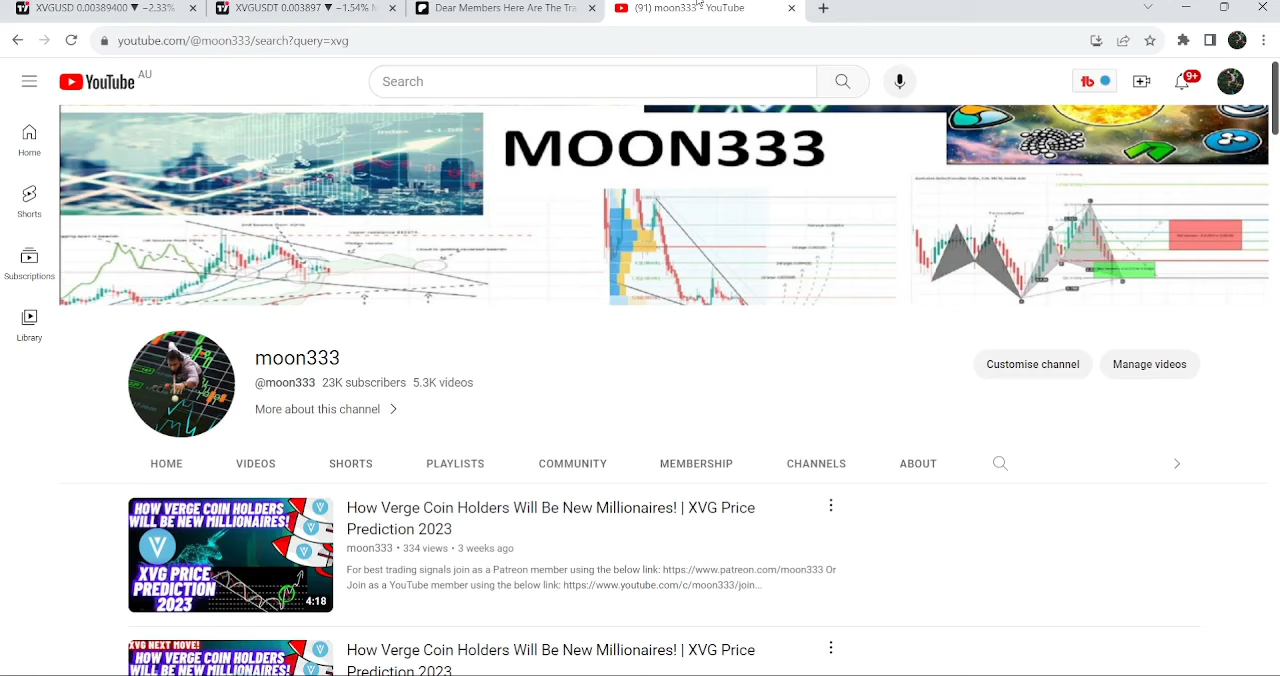 XVGUSD 0.00389400 ▼ −2.33%
XVGUSDT 0.003897 ▼ −1.54%
Dear Members Here Are The Tra
(91) moon333 - YouTube
youtube.com/@moon333/search?query=xvg
YouTube AU
Search
9+
Home
Shorts
Subscriptions
Library
MOON333
moon333
@moon333 23K subscribers 5.3K videos
More about this channel
Customise channel
Manage videos
HOME VIDEOS SHORTS PLAYLISTS COMMUNITY MEMBERSHIP CHANNELS ABOUT
HOW VERGE COIN HOLDERS
WILL BE NEW MILLIONAIRES!
XVG PRICE
PREDICTION
2023
4:18
How Verge Coin Holders Will Be New Millionaires! | XVG Price
Prediction 2023
moon333 • 334 views • 3 weeks ago
For best trading signals join as a Patreon member using the below link: https://www.patreon.com/moon333 Or
Join as a YouTube member using the below link: https://www.youtube.com/c/moon333/join...
XVG NEXT MOVE!
HOW VERGE COIN HOLDERS
WILL BE NEW MILLIONAIRES!
How Verge Coin Holders Will Be New Millionaires! | XVG Price
Prediction 2023